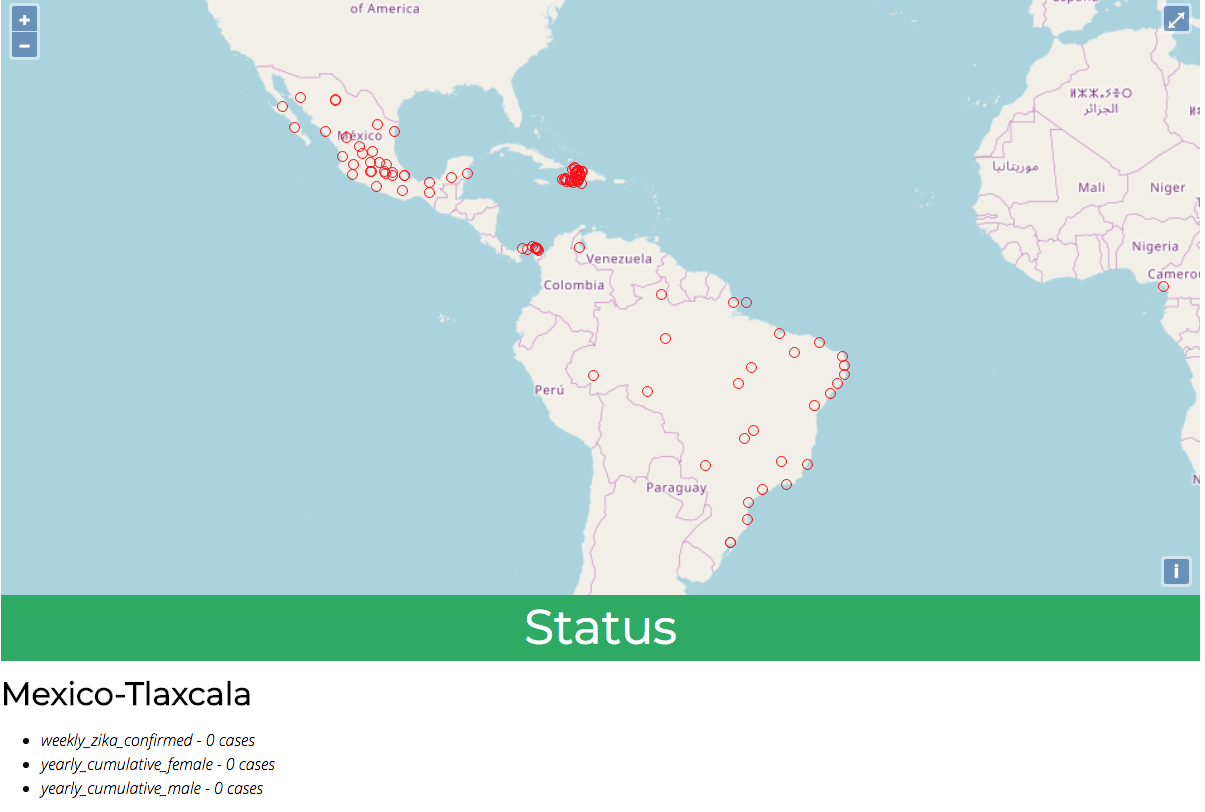 of America
España
+
−
ⵍⵣⵣⴰⵢⴻⵔ
الجزائر
México
موريتانيا
Mali
Niger
Nigeria
Venezuela
Cameroun
Colombia
Perú
Paraguay
N
i
Status
Mexico-Tlaxcala
weekly_zika_confirmed - 0 cases
yearly_cumulative_female - 0 cases
yearly_cumulative_male - 0 cases